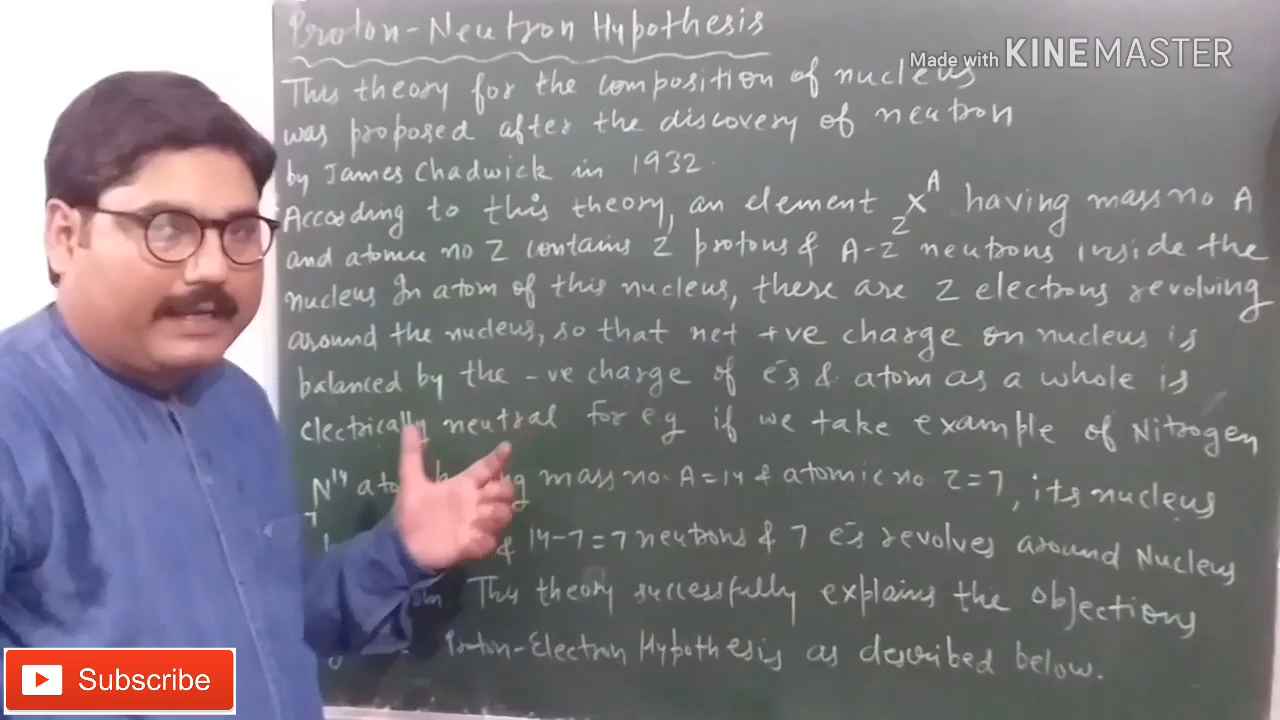 Proton-Neutron Hypothesis
Made with KINEMASTER
This theory for the composition of nucleus
was proposed after the discovery of neutron
by James Chadwick in 1932.
According to this theory, an element ZXA having mass no A
and atomic no Z contains Z protons & A-Z neutrons inside the
nucleus In atom of this nucleus, there are Z electrons revolving
around the nucleus, so that net +ve charge on nucleus is
balanced by the -ve charge of e-s & atom as a whole is
electrically neutral for e.g if we take example of Nitrogen
7N14 mass no. A=14 & atomic no. Z=7, its nucleus
& 14-7=7 neutrons & 7 e-s revolves around Nucleus
This theory successfully explains the objections
Proton-Electron Hypothesis as described below.
Subscribe